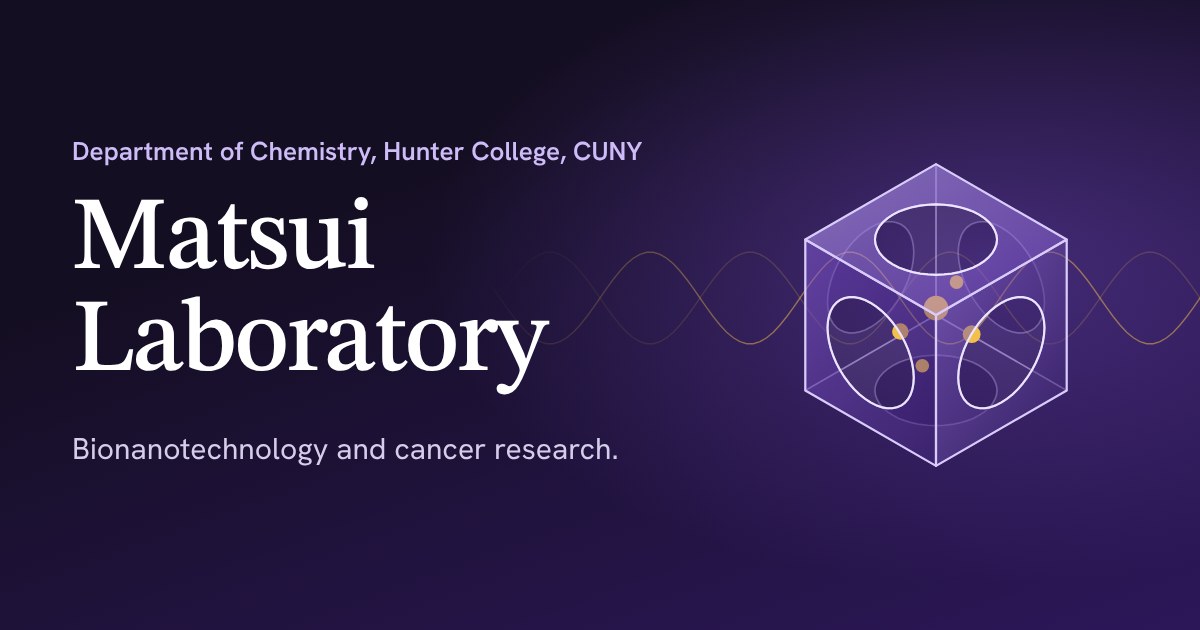 Department of Chemistry, Hunter College, CUNY
Matsui
Laboratory
Bionanotechnology and cancer research.